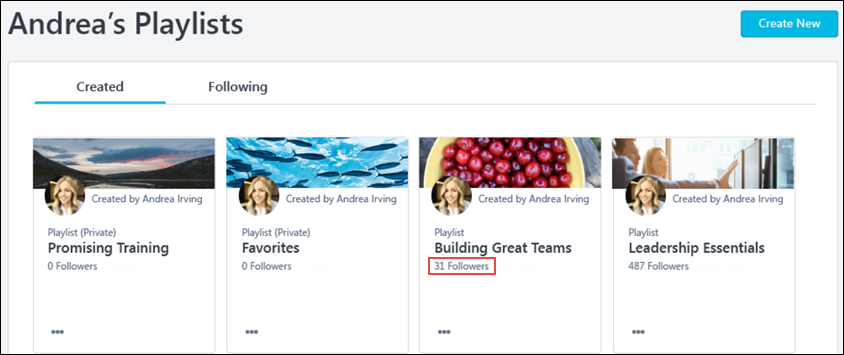 Andrea's Playlists
Create New
Created
Following
Created by Andrea Irving
Playlist (Private)
Promising Training
0 Followers
•••
Created by Andrea Irving
Playlist (Private)
Favorites
0 Followers
•••
Created by Andrea Irving
Playlist
Building Great Teams
31 Followers
•••
Created by Andrea Irving
Playlist
Leadership Essentials
487 Followers
•••